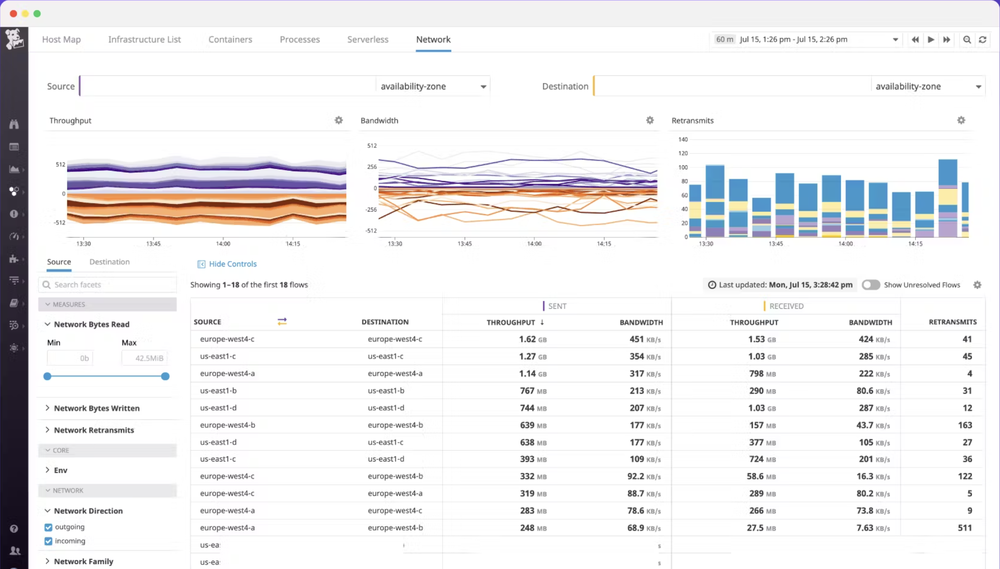 Host Map Infrastructure List Containers Processes Serverless Network 60 m Jul 15, 1:26 pm - Jul 15, 2:26 pm
Source availability-zone Destination availability-zone
Throughput
512
0
-512
13:30 13:45 14:00 14:15
Bandwidth
512
256
0
-256
-512
13:30 13:45 14:00 14:15
Retransmits
140
120
100
80
60
40
20
0
13:30 13:45 14:00 14:15
Source Destination
Search facets
MEASURES
Network Bytes Read
Min Max
0b 42.5MiB
Network Bytes Written
Network Retransmits
CORE
Env
NETWORK
Network Direction
outgoing
incoming
Network Family
Hide Controls
Showing 1–18 of the first 18 flows Last updated: Mon, Jul 15, 3:28:42 pm Show Unresolved Flows
SENT RECEIVED
SOURCE DESTINATION THROUGHPUT ↓ BANDWIDTH THROUGHPUT BANDWIDTH RETRANSMITS
europe-west4-c europe-west4-c 1.62 GB 451 KB/s 1.53 GB 424 KB/s 41
us-east1-c us-east1-c 1.27 GB 354 KB/s 1.03 GB 285 KB/s 45
europe-west4-a europe-west4-a 1.14 GB 317 KB/s 798 MB 222 KB/s 4
us-east1-b us-east1-b 767 MB 213 KB/s 290 MB 80.6 KB/s 31
us-east1-d us-east1-d 744 MB 207 KB/s 1.03 GB 287 KB/s 12
europe-west4-b europe-west4-b 639 MB 177 KB/s 157 MB 43.7 KB/s 163
us-east1-d us-east1-c 638 MB 177 KB/s 377 MB 105 KB/s 27
us-east1-c us-east1-d 393 MB 109 KB/s 724 MB 201 KB/s 36
europe-west4-c europe-west4-b 332 MB 92.2 KB/s 58.6 MB 16.3 KB/s 122
europe-west4-c europe-west4-a 319 MB 88.7 KB/s 289 MB 80.2 KB/s 5
europe-west4-a europe-west4-c 283 MB 78.6 KB/s 266 MB 73.8 KB/s 9
europe-west4-a europe-west4-b 248 MB 68.9 KB/s 27.5 MB 7.63 KB/s 511
us-ea s
us-ea s